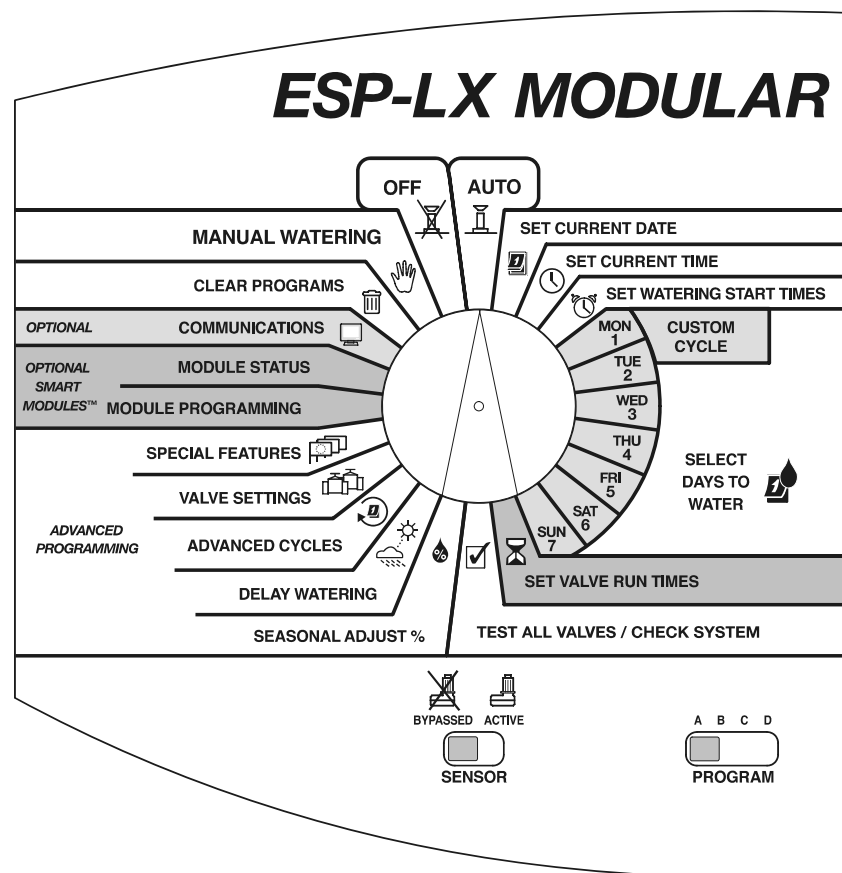 ESP-LX MODULAR
OFF
AUTO
MANUAL WATERING
CLEAR PROGRAMS
OPTIONAL
COMMUNICATIONS
OPTIONAL
SMART
MODULES™
MODULE STATUS
MODULE PROGRAMMING
SPECIAL FEATURES
VALVE SETTINGS
ADVANCED
PROGRAMMING
ADVANCED CYCLES
DELAY WATERING
SEASONAL ADJUST %
1
SET CURRENT DATE
SET CURRENT TIME
SET WATERING START TIMES
MON
1
CUSTOM
CYCLE
TUE
2
WED
3
THU
4
FRI
5
SAT
6
SUN
7
SELECT
DAYS TO
WATER
1
1
%
SET VALVE RUN TIMES
TEST ALL VALVES / CHECK SYSTEM
BYPASSED ACTIVE
SENSOR
A B C D
PROGRAM